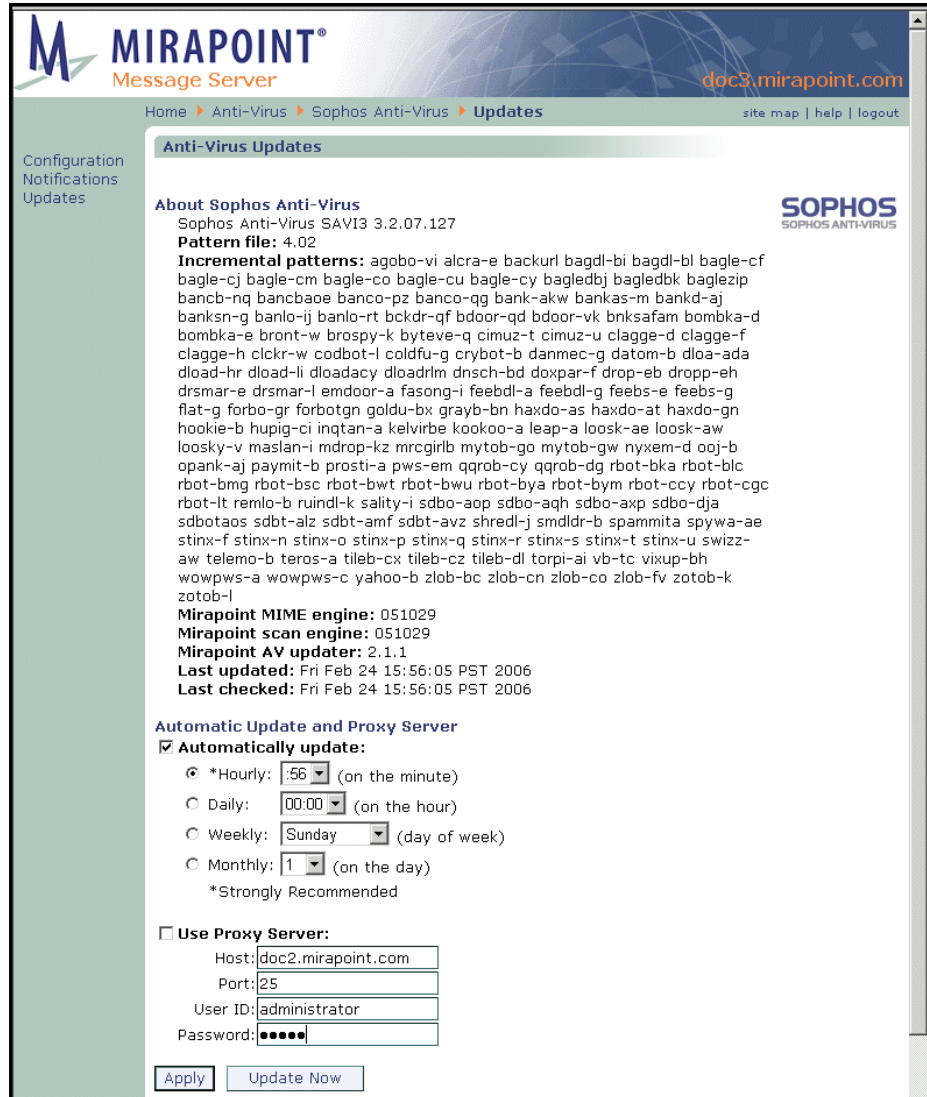 MIRAPOINT®
Message Server
doc3.mirapoint.com
Home Anti-Virus Sophos Anti-Virus Updates
site map | help | logout
Configuration
Notifications
Updates
Anti-Virus Updates
About Sophos Anti-Virus
SOPHOS
SOPHOS ANTI-VIRUS
Sophos Anti-Virus SAVI3 3.2.07.127
Pattern file: 4.02
Incremental patterns: agobo-vi alcra-e backurl bagdl-bi bagdl-bl bagle-cf
bagle-cj bagle-cm bagle-co bagle-cu bagle-cy bagledbj bagledbk baglezip
bancb-nq bancbaoe banco-pz banco-qg bank-akw bankas-m bankd-aj
banksn-g banlo-ij banlo-rt bckdr-qf bdoor-qd bdoor-vk bnksafam bombka-d
bombka-e bront-w brospy-k byteve-q cimuz-t cimuz-u clagge-d clagge-f
clagge-h clckr-w codbot-l coldfu-g crybot-b danmec-g datom-b dloa-ada
dload-hr dload-li dloadacy dloadrlm dnsch-bd doxpar-f drop-eb dropp-eh
drsmar-e drsmar-l emdoor-a fasong-i feebdl-a feebdl-g feebs-e feebs-g
flat-g forbo-gr forbotgn goldu-bx grayb-bn haxdo-as haxdo-at haxdo-gn
hookie-b hupig-ci inqtan-a kelvirbe kookoo-a leap-a loosk-ae loosk-aw
loosky-v maslan-i mdrop-kz mrcgirlb mytob-go mytob-gw nyxem-d ooj-b
opank-aj paymit-b prosti-a pws-em qqrob-cy qqrob-dg rbot-bka rbot-blc
rbot-bmg rbot-bsc rbot-bwt rbot-bwu rbot-bya rbot-bym rbot-ccy rbot-cgc
rbot-lt remlo-b ruindl-k sality-i sdbo-aop sdbo-aqh sdbo-axp sdbo-dja
sdbotaos sdbt-alz sdbt-amf sdbt-avz shredl-j smdldr-b spammita spywa-ae
stinx-f stinx-n stinx-o stinx-p stinx-q stinx-r stinx-s stinx-t stinx-u swizz-
aw telemo-b teros-a tileb-cx tileb-cz tileb-dl torpi-ai vb-tc vixup-bh
wowpws-a wowpws-c yahoo-b zlob-bc zlob-cn zlob-co zlob-fv zotob-k
zotob-l
Mirapoint MIME engine: 051029
Mirapoint scan engine: 051029
Mirapoint AV updater: 2.1.1
Last updated: Fri Feb 24 15:56:05 PST 2006
Last checked: Fri Feb 24 15:56:05 PST 2006
Automatic Update and Proxy Server
Automatically update:
*Hourly: :56 (on the minute)
Daily: 00:00 (on the hour)
Weekly: Sunday (day of week)
Monthly: 1 (on the day)
*Strongly Recommended
Use Proxy Server:
Host: doc2.mirapoint.com
Port: 25
User ID: administrator
Password: ●●●●●
Apply Update Now